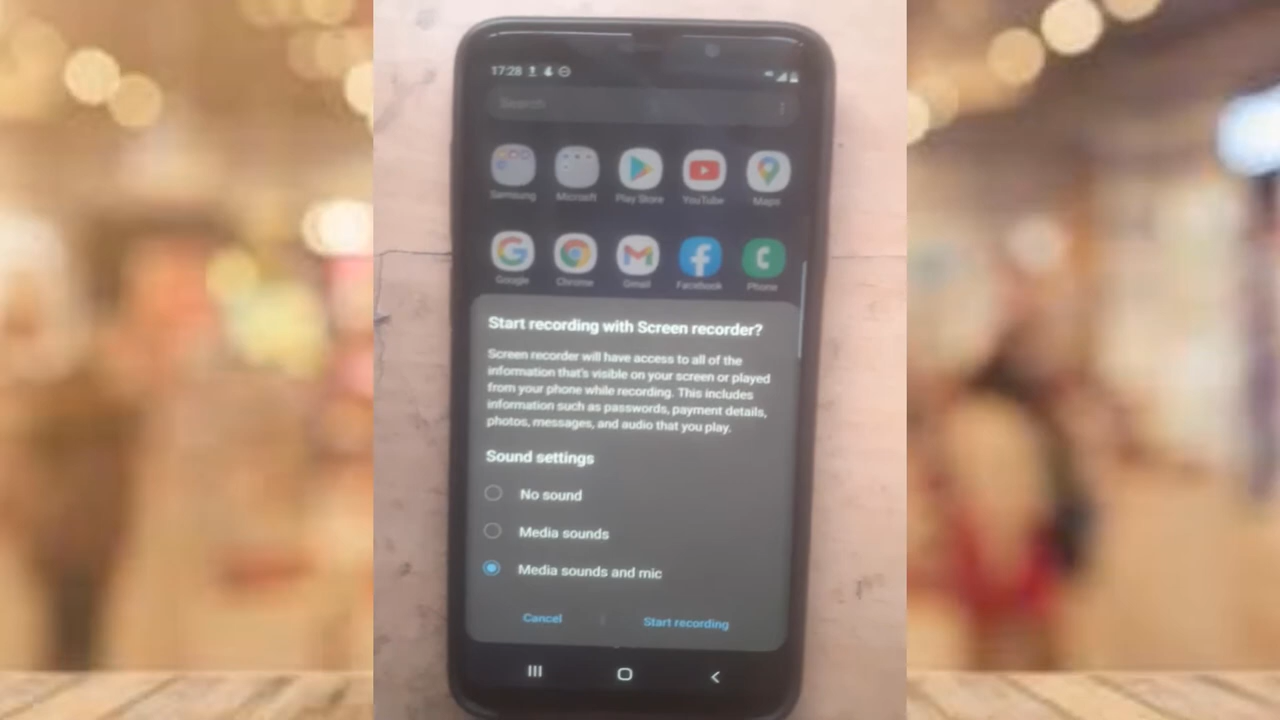 17:28
Search
Samsung Microsoft Play Store YouTube Maps
Google Chrome Gmail Facebook Phone
Start recording with Screen recorder?
Screen recorder will have access to all of the
information that's visible on your screen or played
from your phone while recording. This includes
information such as passwords, payment details,
photos, messages, and audio that you play.
Sound settings
No sound
Media sounds
Media sounds and mic
Cancel Start recording